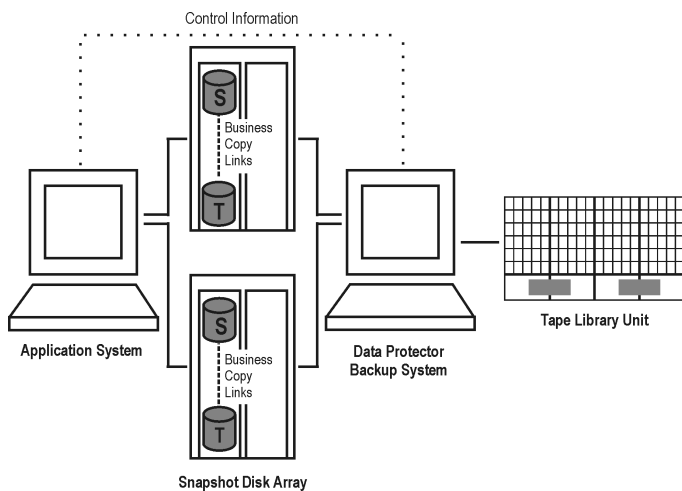 Control Information
S
Business
Copy
Links
T
S
Business
Copy
Links
T
Application System
Data Protector
Backup System
Tape Library Unit
Snapshot Disk Array